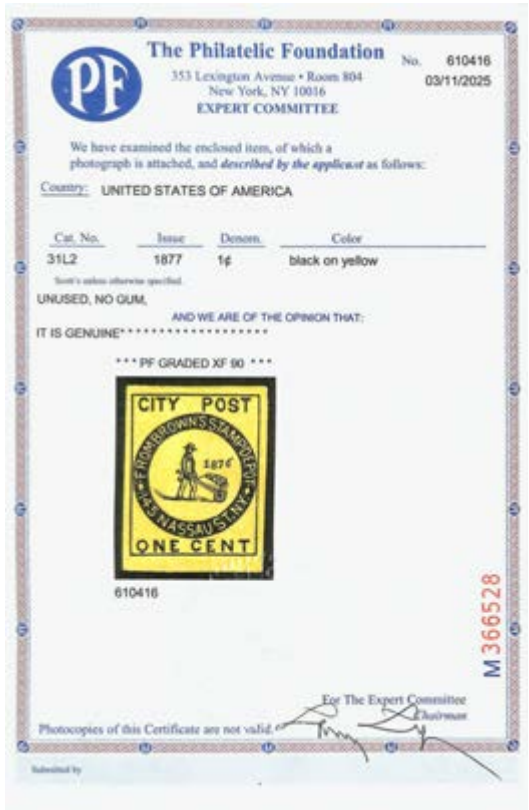 PF
The Philatelic Foundation
353 Lexington Avenue • Room 804
New York, NY 10016
EXPERT COMMITTEE
No. 610416
03/11/2025
We have examined the enclosed item, of which a
photograph is attached, and described by the applicant as follows:
Country: UNITED STATES OF AMERICA
Cat. No. Issue Denom. Color
31L2 1877 1¢ black on yellow
Scott's unless otherwise specified.
UNUSED, NO GUM,
AND WE ARE OF THE OPINION THAT:
IT IS GENUINE* * * * * * * * * * * * * * * * * * *
* * * PF GRADED XF 90 * * *
CITY POST
FROM BROWN'S STAMP DEPOT
1876
145 NASSAU ST. N.Y.
ONE CENT
610416
M 366528
For The Expert Committee
Chairman
Photocopies of this Certificate are not valid.
Submitted by